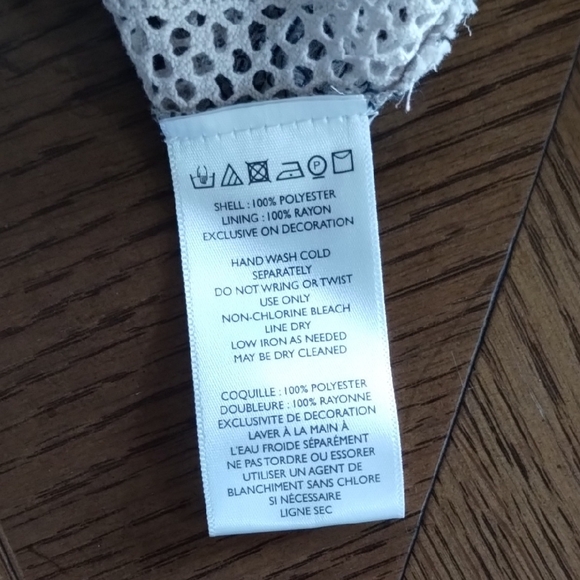 P
SHELL : 100% POLYESTER
LINING : 100% RAYON
EXCLUSIVE ON DECORATION
HAND WASH COLD
SEPARATELY
DO NOT WRING OR TWIST
USE ONLY
NON-CHLORINE BLEACH
LINE DRY
LOW IRON AS NEEDED
MAY BE DRY CLEANED
COQUILLE : 100% POLYESTER
DOUBLEURE : 100% RAYONNE
EXCLUSIVITE DE DECORATION
LAVER À LA MAIN À
L'EAU FROIDE SÉPARÉMENT
NE PAS TORDRE OU ESSORER
UTILISER UN AGENT DE
BLANCHIMENT SANS CHLORE
SI NÉCESSAIRE
LIGNE SEC